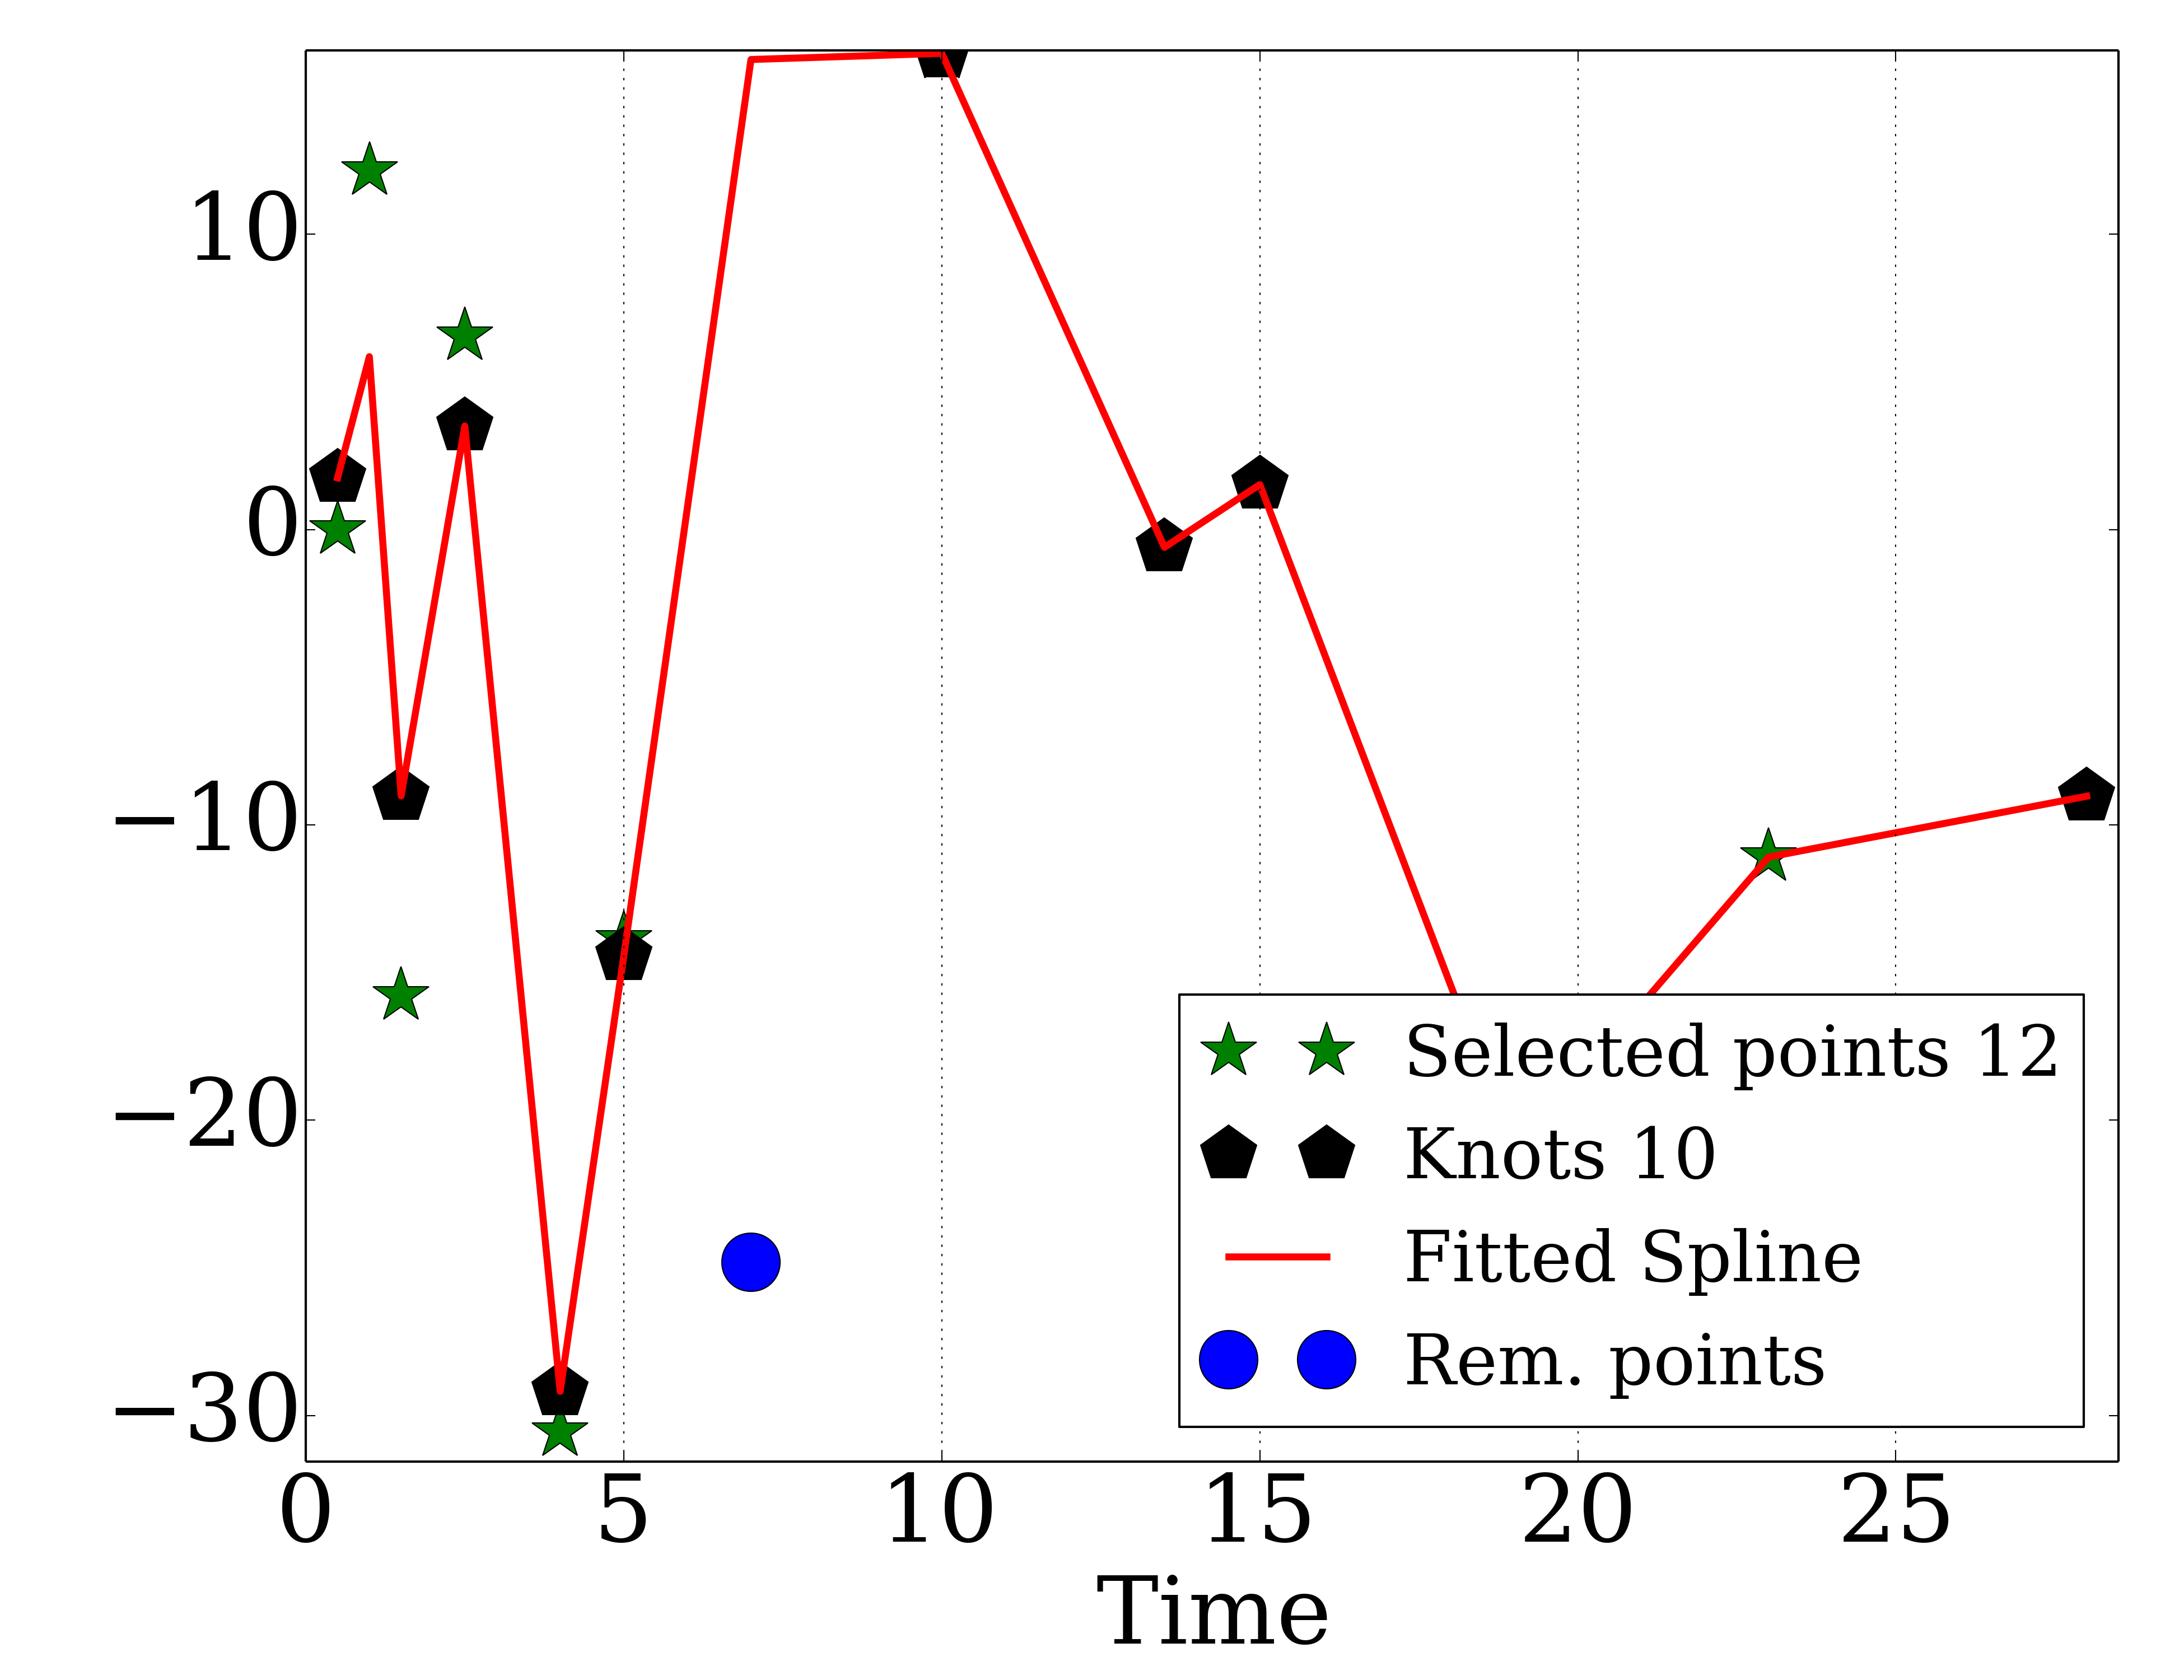 10
0
−10
−20
−30
0 5 10 15 20 25
Time
Selected points 12
Knots 10
Fitted Spline
Rem. points